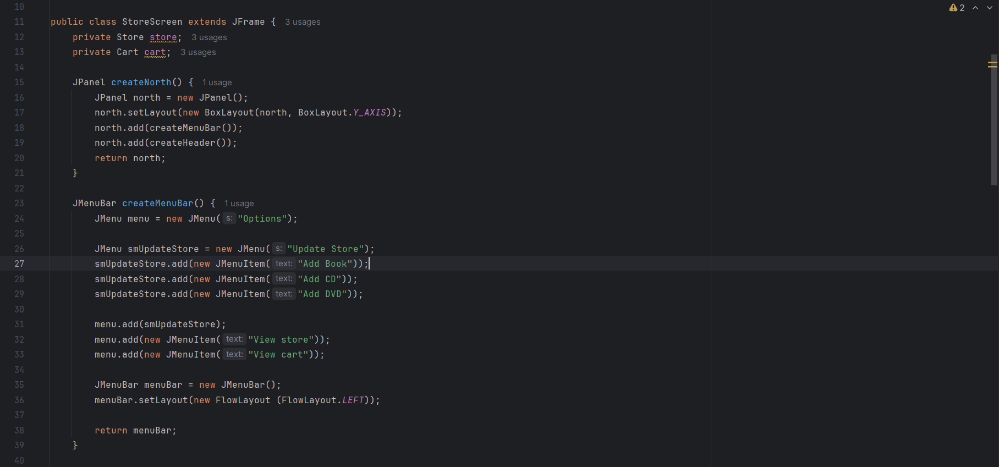 10
2
11 public class StoreScreen extends JFrame { 3 usages
12 private Store store; 3 usages
13 private Cart cart; 3 usages
14
15 JPanel createNorth() { 1 usage
16 JPanel north = new JPanel();
17 north.setLayout(new BoxLayout(north, BoxLayout.Y_AXIS));
18 north.add(createMenuBar());
19 north.add(createHeader());
20 return north;
21 }
22
23 JMenuBar createMenuBar() { 1 usage
24 JMenu menu = new JMenu( s: "Options");
25
26 JMenu smUpdateStore = new JMenu( s: "Update Store");
27 smUpdateStore.add(new JMenuItem( text: "Add Book"));
28 smUpdateStore.add(new JMenuItem( text: "Add CD"));
29 smUpdateStore.add(new JMenuItem( text: "Add DVD"));
30
31 menu.add(smUpdateStore);
32 menu.add(new JMenuItem( text: "View store"));
33 menu.add(new JMenuItem( text: "View cart"));
34
35 JMenuBar menuBar = new JMenuBar();
36 menuBar.setLayout(new FlowLayout (FlowLayout.LEFT));
37
38 return menuBar;
39 }
40